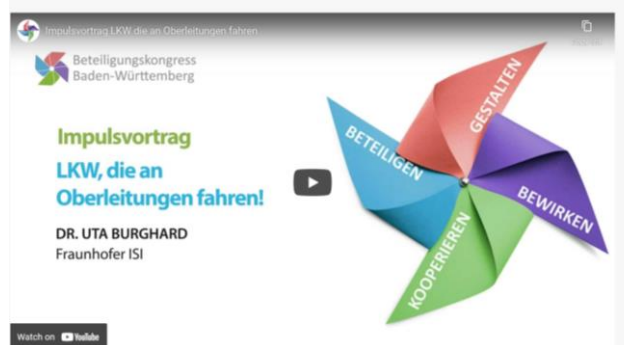 Impulsvortrag LKW die an Oberleitungen fahren
Beteiligungskongress
Baden-Württemberg
Impulsvortrag
LKW, die an
Oberleitungen fahren!
DR. UTA BURGHARD
Fraunhofer ISI
BETEILIGEN
GESTALTEN
BEWIRKEN
KOOPERIEREN
Watch on YouTube